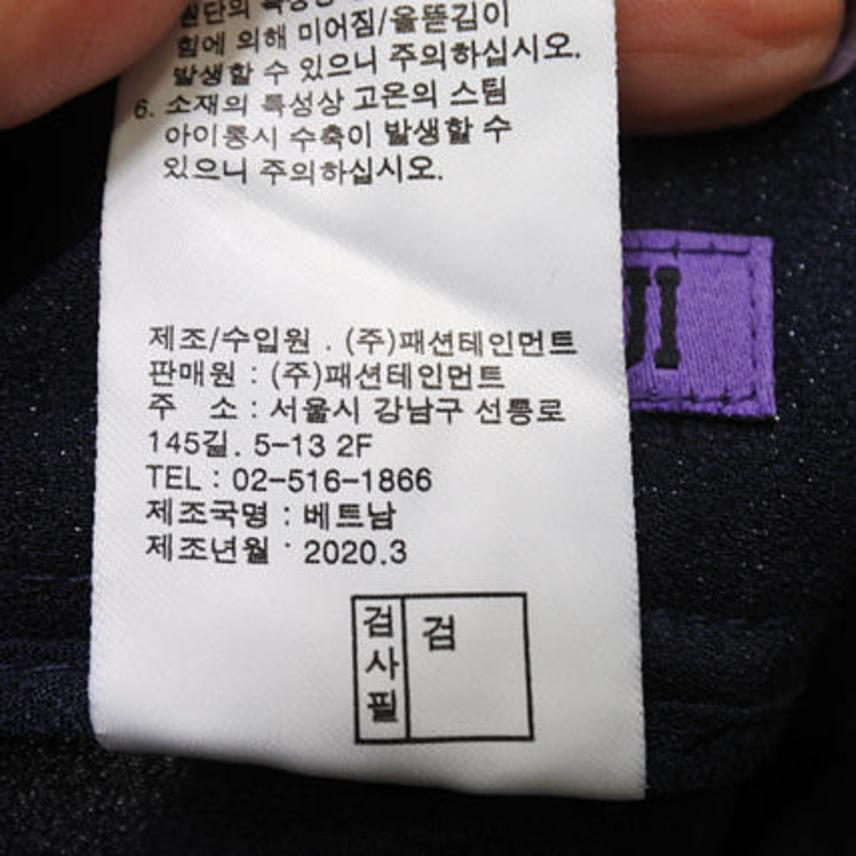 원단의 특성상
힘에 의해 미어짐/올뜯김이
발생할 수 있으니 주의하십시오.
6. 소재의 특성상 고온의 스팀
아이롱시 수축이 발생할 수
있으니 주의하십시오.
제조/수입원 . (주)패션테인먼트
판매원 : (주)패션테인먼트
주 소 : 서울시 강남구 선릉로
145길. 5-13 2F
TEL : 02-516-1866
제조국명 : 베트남
제조년월 · 2020.3
검사필
검